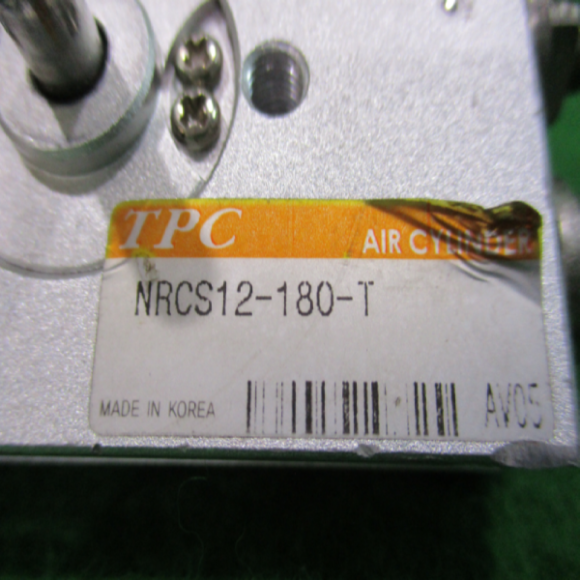 TPC AIR CYLINDER
NRCS12-180-T
MADE IN KOREA AV05